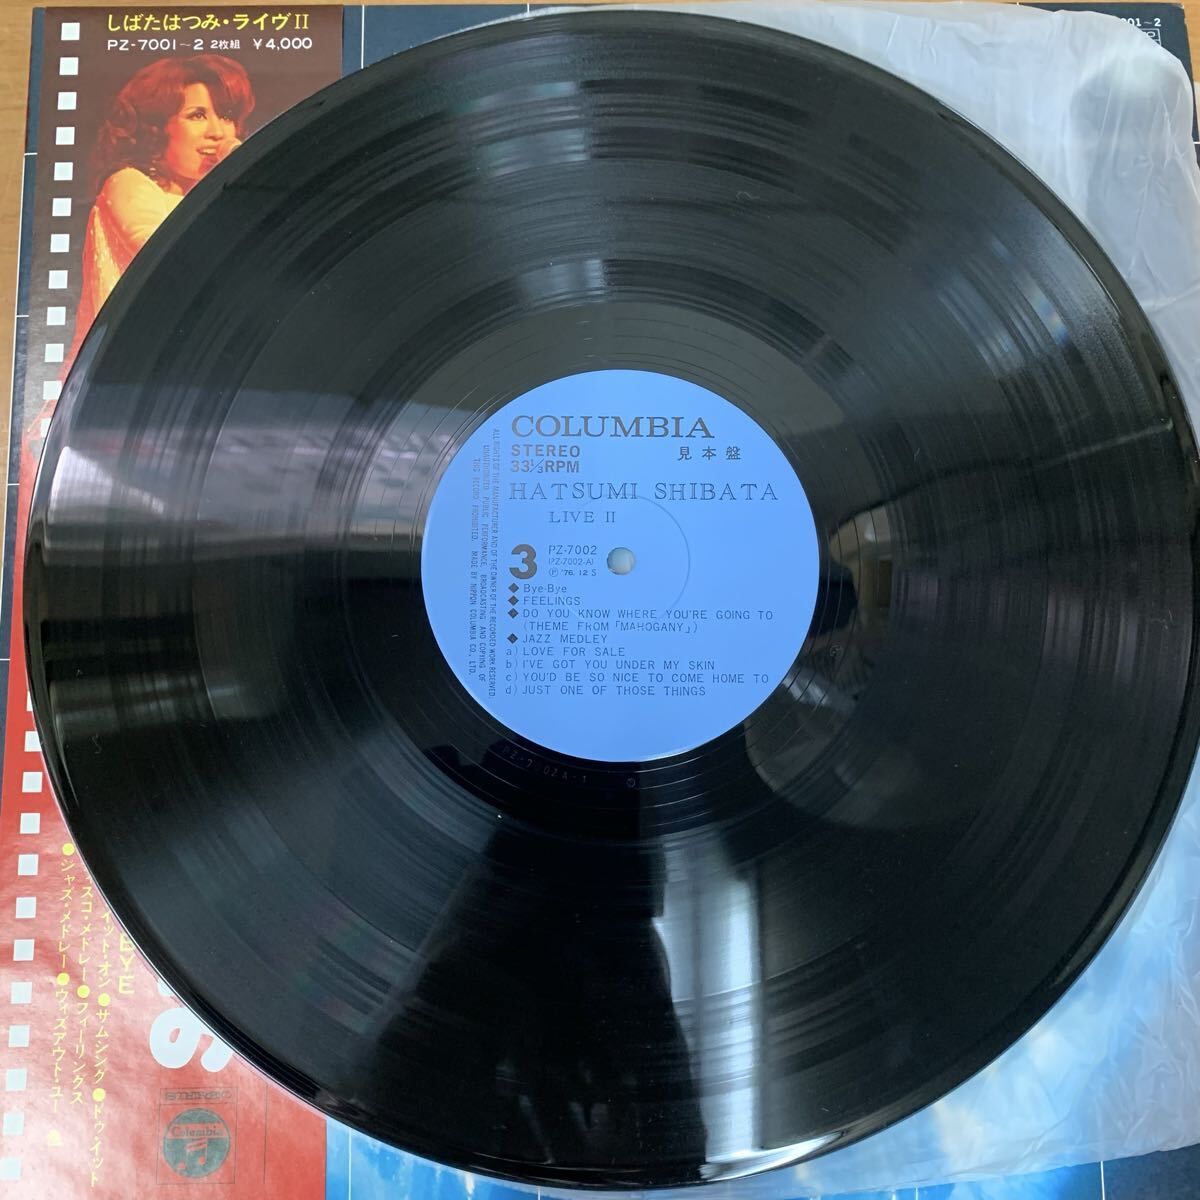 しばたはつみ・ライヴII
PZ-7001~2 2枚組 ¥4,000
001~2
COLUMBIA
STEREO 見本盤
33⅓RPM
HATSUMI SHIBATA
LIVE II
3
PZ-7002
(PZ-7002-A)
Ⓟ '76. 12 S
◆ Bye-Bye
◆ FEELINGS
◆ DO YOU KNOW WHERE YOU'RE GOING TO
(THEME FROM「MAHOGANY」)
◆ JAZZ MEDLEY
a) LOVE FOR SALE
b) I'VE GOT YOU UNDER MY SKIN
c) YOU'D BE SO NICE TO COME HOME TO
d) JUST ONE OF THOSE THINGS
ALL RIGHTS OF THE MANUFACTURER AND OF THE OWNER OF THE RECORDED WORK RESERVED.
UNAUTHORIZED PUBLIC PERFORMANCE. BROADCASTING AND COPYING OF
THIS RECORD PROHIBITED. MADE BY NIPPON COLUMBIA CO., LTD.
BYE
イット・オン●サムシング●ドゥ・イット
スコ・メドレー●フィーリングス
●ジャズ・メドレー●ウィズアウト・ユー
STEREO
Columbia